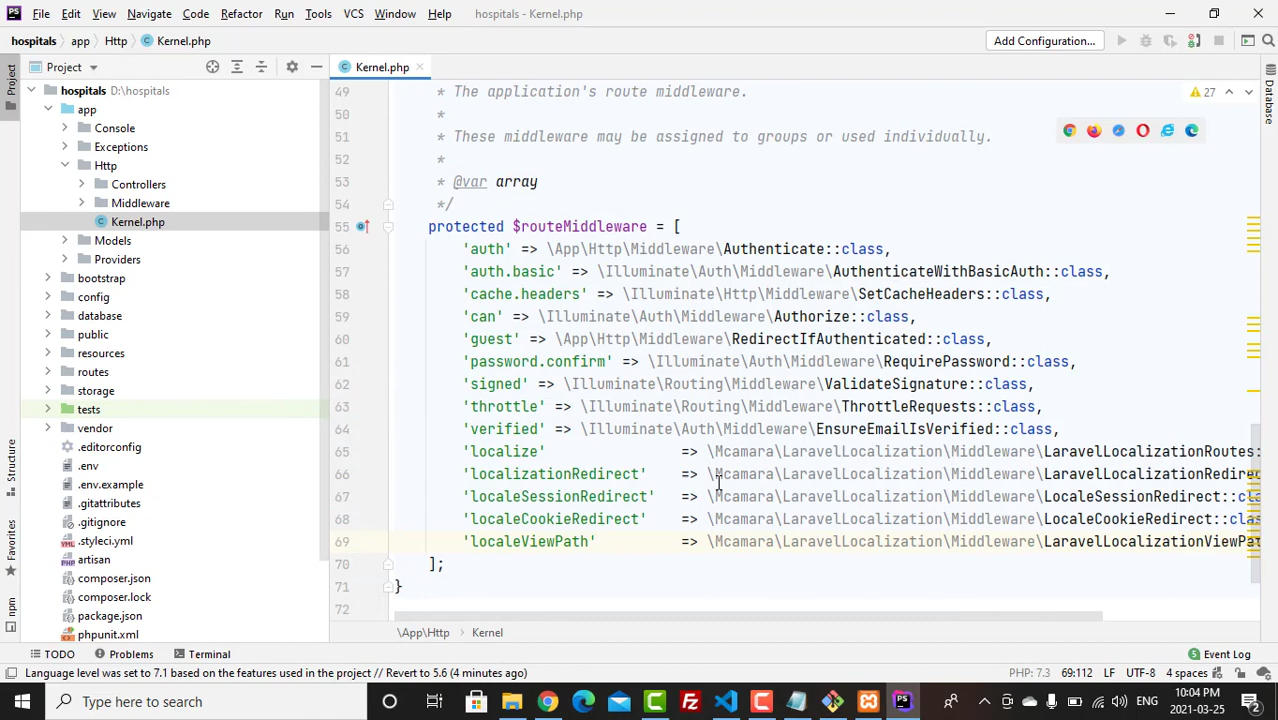 File Edit View Navigate Code Refactor Run Tools VCS Window Help hospitals - Kernel.php
hospitals app Http Kernel.php Add Configuration...
Project
Project
Kernel.php
hospitals D:\hospitals
app
Console
Exceptions
Http
Controllers
Middleware
Kernel.php
Models
Providers
bootstrap
config
database
public
resources
routes
storage
tests
vendor
.editorconfig
.env
.env.example
.gitattributes
.gitignore
.styleci.yml
artisan
composer.json
composer.lock
package.json
phpunit.xml
Structure
Favorites
npm
49 * The application's route middleware.
50 *
51 * These middleware may be assigned to groups or used individually.
52 *
53 * @var array
54 */
55 protected $routeMiddleware = [
56 'auth' => \App\Http\Middleware\Authenticate::class,
57 'auth.basic' => \Illuminate\Auth\Middleware\AuthenticateWithBasicAuth::class,
58 'cache.headers' => \Illuminate\Http\Middleware\SetCacheHeaders::class,
59 'can' => \Illuminate\Auth\Middleware\Authorize::class,
60 'guest' => \App\Http\Middleware\RedirectIfAuthenticated::class,
61 'password.confirm' => \Illuminate\Auth\Middleware\RequirePassword::class,
62 'signed' => \Illuminate\Routing\Middleware\ValidateSignature::class,
63 'throttle' => \Illuminate\Routing\Middleware\ThrottleRequests::class,
64 'verified' => \Illuminate\Auth\Middleware\EnsureEmailIsVerified::class,
65 'localize' => \Mcamara\LaravelLocalization\Middleware\LaravelLocalizationRoutes:
66 'localizationRedirect' => \Mcamara\LaravelLocalization\Middleware\LaravelLocalizationRedirec
67 'localeSessionRedirect' => \Mcamara\LaravelLocalization\Middleware\LocaleSessionRedirect::cla
68 'localeCookieRedirect' => \Mcamara\LaravelLocalization\Middleware\LocaleCookieRedirect::clas
69 'localeViewPath' => \Mcamara\LaravelLocalization\Middleware\LaravelLocalizationViewPat
70 ];
71 }
72
27
Database
\App\Http Kernel
TODO Problems Terminal 5 Event Log
Language level was set to 7.1 based on the features used in the project // Revert to 5.6 (4 minutes ago) PHP: 7.3 69:112 LF UTF-8 4 spaces
Type here to search
ENG
10:04 04
2021-03-25
2